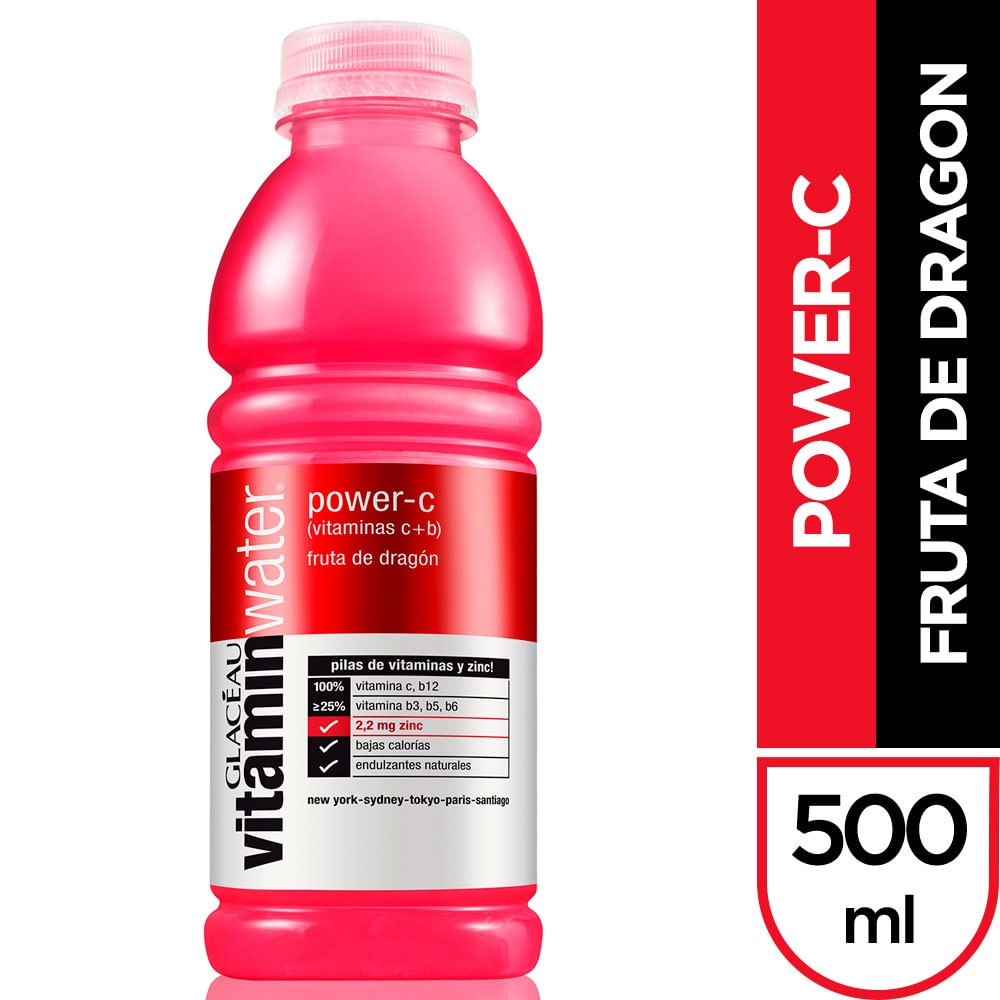 GLACÉAU
vitaminwater®
power-c
(vitaminas c+b)
fruta de dragón
pilas de vitaminas y zinc!
100% vitamina c, b12
≥25% vitamina b3, b5, b6
✓ 2,2 mg zinc
✓ bajas calorías
✓ endulzantes naturales
new york-sydney-tokyo-paris-santiago
POWER-C
FRUTA DE DRAGON
500
ml